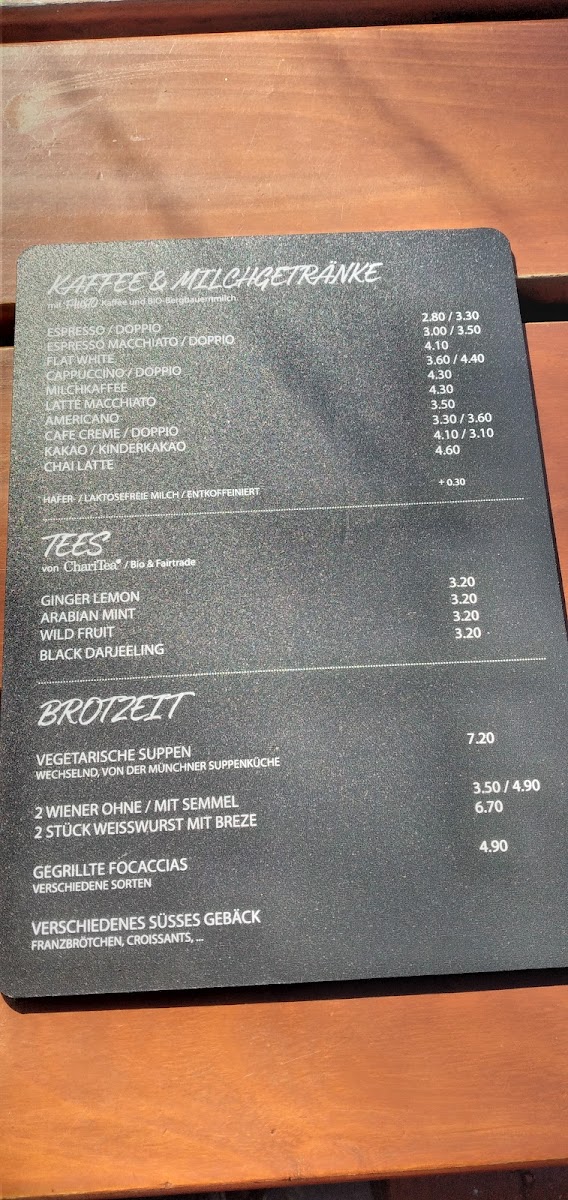 KAFFEE & MILCHGETRÄNKE
mit FAUSTO Kaffee und BIO-Bergbauernmilch
ESPRESSO / DOPPIO 2.80 / 3.30
ESPRESSO MACCHIATO / DOPPIO 3.00 / 3.50
FLAT WHITE 4.10
CAPPUCCINO / DOPPIO 3.60 / 4.40
MILCHKAFFEE 4.30
LATTE MACCHIATO 4.30
AMERICANO 3.50
CAFE CREME / DOPPIO 3.30 / 3.60
KAKAO / KINDERKAKAO 4.10 / 3.10
CHAI LATTE 4.60
HAFER- / LAKTOSEFREIE MILCH / ENTKOFFEINIERT + 0.30
TEES
von ChariTea® / Bio & Fairtrade
GINGER LEMON 3.20
ARABIAN MINT 3.20
WILD FRUIT 3.20
BLACK DARJEELING 3.20
BROTZEIT
VEGETARISCHE SUPPEN 7.20
WECHSELND, VON DER MÜNCHNER SUPPENKÜCHE
2 WIENER OHNE / MIT SEMMEL 3.50 / 4.90
2 STÜCK WEISSWURST MIT BREZE 6.70
GEGRILLTE FOCACCIAS 4.90
VERSCHIEDENE SORTEN
VERSCHIEDENES SÜSSES GEBÄCK
FRANZBRÖTCHEN, CROISSANTS, ...